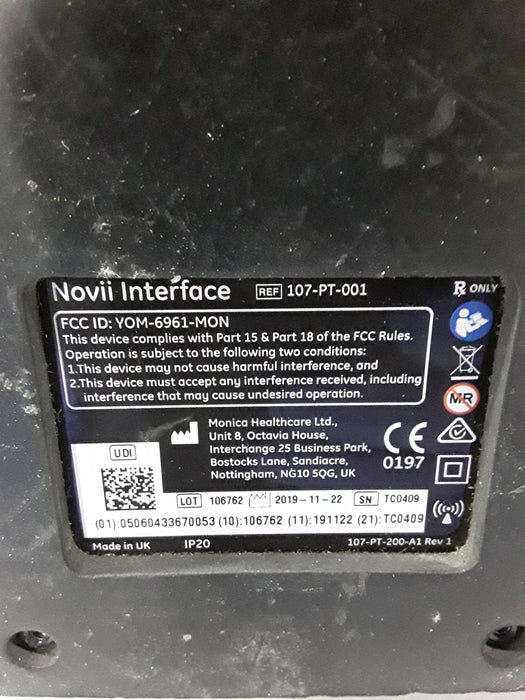 Novii Interface REF 107-PT-001 Rx ONLY
FCC ID: YOM-6961-MON
This device complies with Part 15 & Part 18 of the FCC Rules.
Operation is subject to the following two conditions:
1.This device may not cause harmful interference, and
2.This device must accept any interference received, including
interference that may cause undesired operation.
MR
Monica Healthcare Ltd.,
Unit 8, Octavia House,
Interchange 25 Business Park,
Bostocks Lane, Sandiacre,
Nottingham, NG10 5QG, UK
CE
0197
UDI
LOT 106762 2019-11-22 SN TC0409
(01):05060433670053 (10):106762 (11):191122 (21):TC0409
Made in UK IP20 107-PT-200-A1 Rev 1